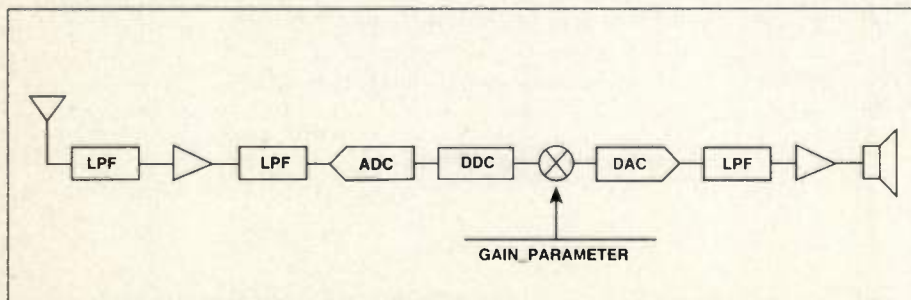 LPF
LPF
ADC
DDC
DAC
LPF
GAIN_PARAMETER